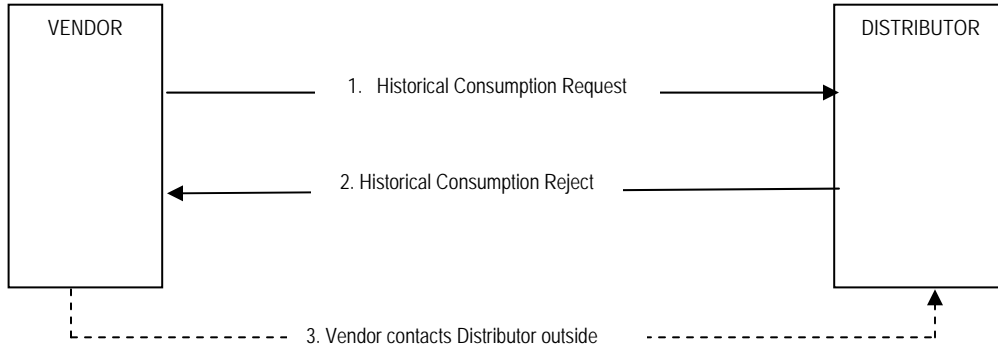 VENDOR
DISTRIBUTOR
1. Historical Consumption Request
2. Historical Consumption Reject
3. Vendor contacts Distributor outside